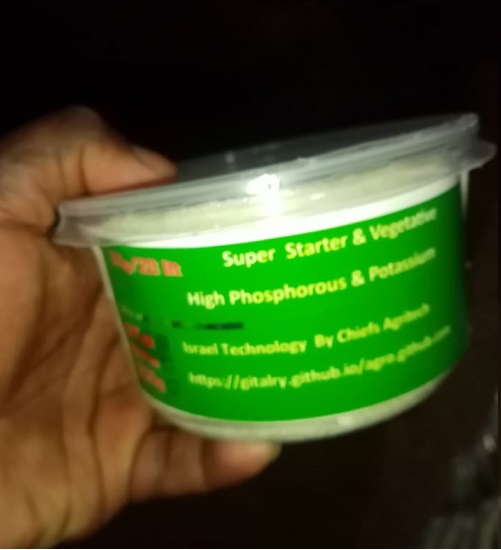 Super Starter & Vegetative
High Phosphorous & Potassium
Israel Technology By Chiefs Agritech
https://gitalry.github.io/agro.github.com